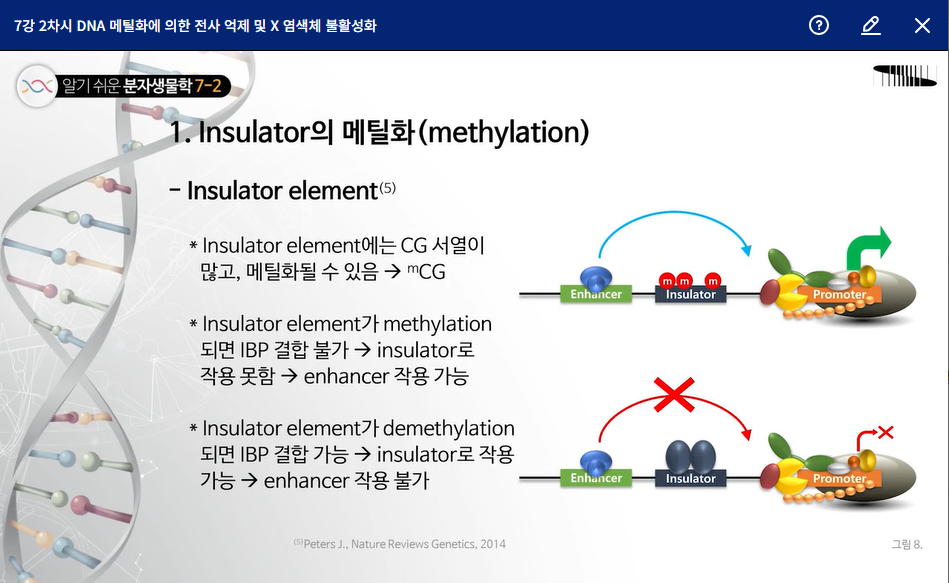 7강 2차시 DNA 메틸화에 의한 전사 억제 및 X 염색체 불활성화
알기 쉬운 분자생물학 7-2
1. Insulator의 메틸화(methylation)
- Insulator element(5)
* Insulator element에는 CG 서열이
많고, 메틸화될 수 있음 → mCG
* Insulator element가 methylation
되면 IBP 결합 불가 → insulator로
작용 못함 → enhancer 작용 가능
* Insulator element가 demethylation
되면 IBP 결합 가능 → insulator로 작용
가능 → enhancer 작용 불가
m m m
Enhancer Insulator Promoter
Enhancer Insulator Promoter
(5)Peters J., Nature Reviews Genetics, 2014
그림 8.